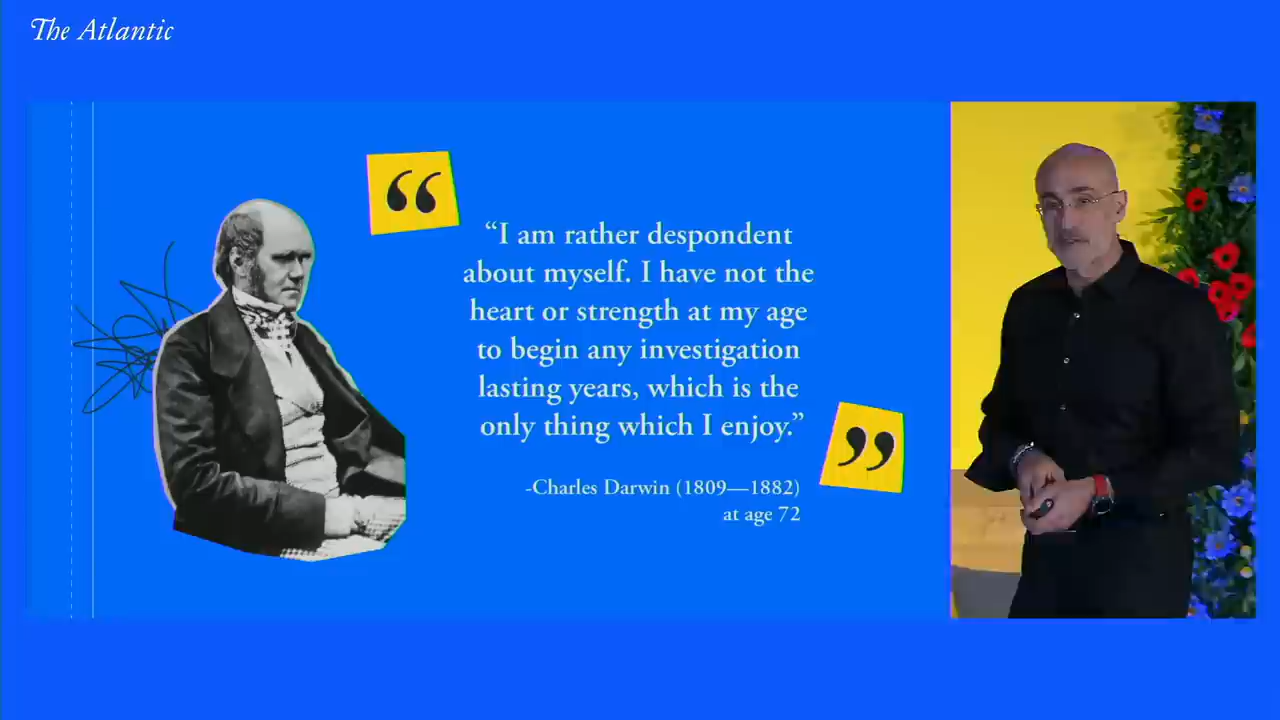 The Atlantic
“
“I am rather despondent
about myself. I have not the
heart or strength at my age
to begin any investigation
lasting years, which is the
only thing which I enjoy.”
”
-Charles Darwin (1809—1882)
at age 72